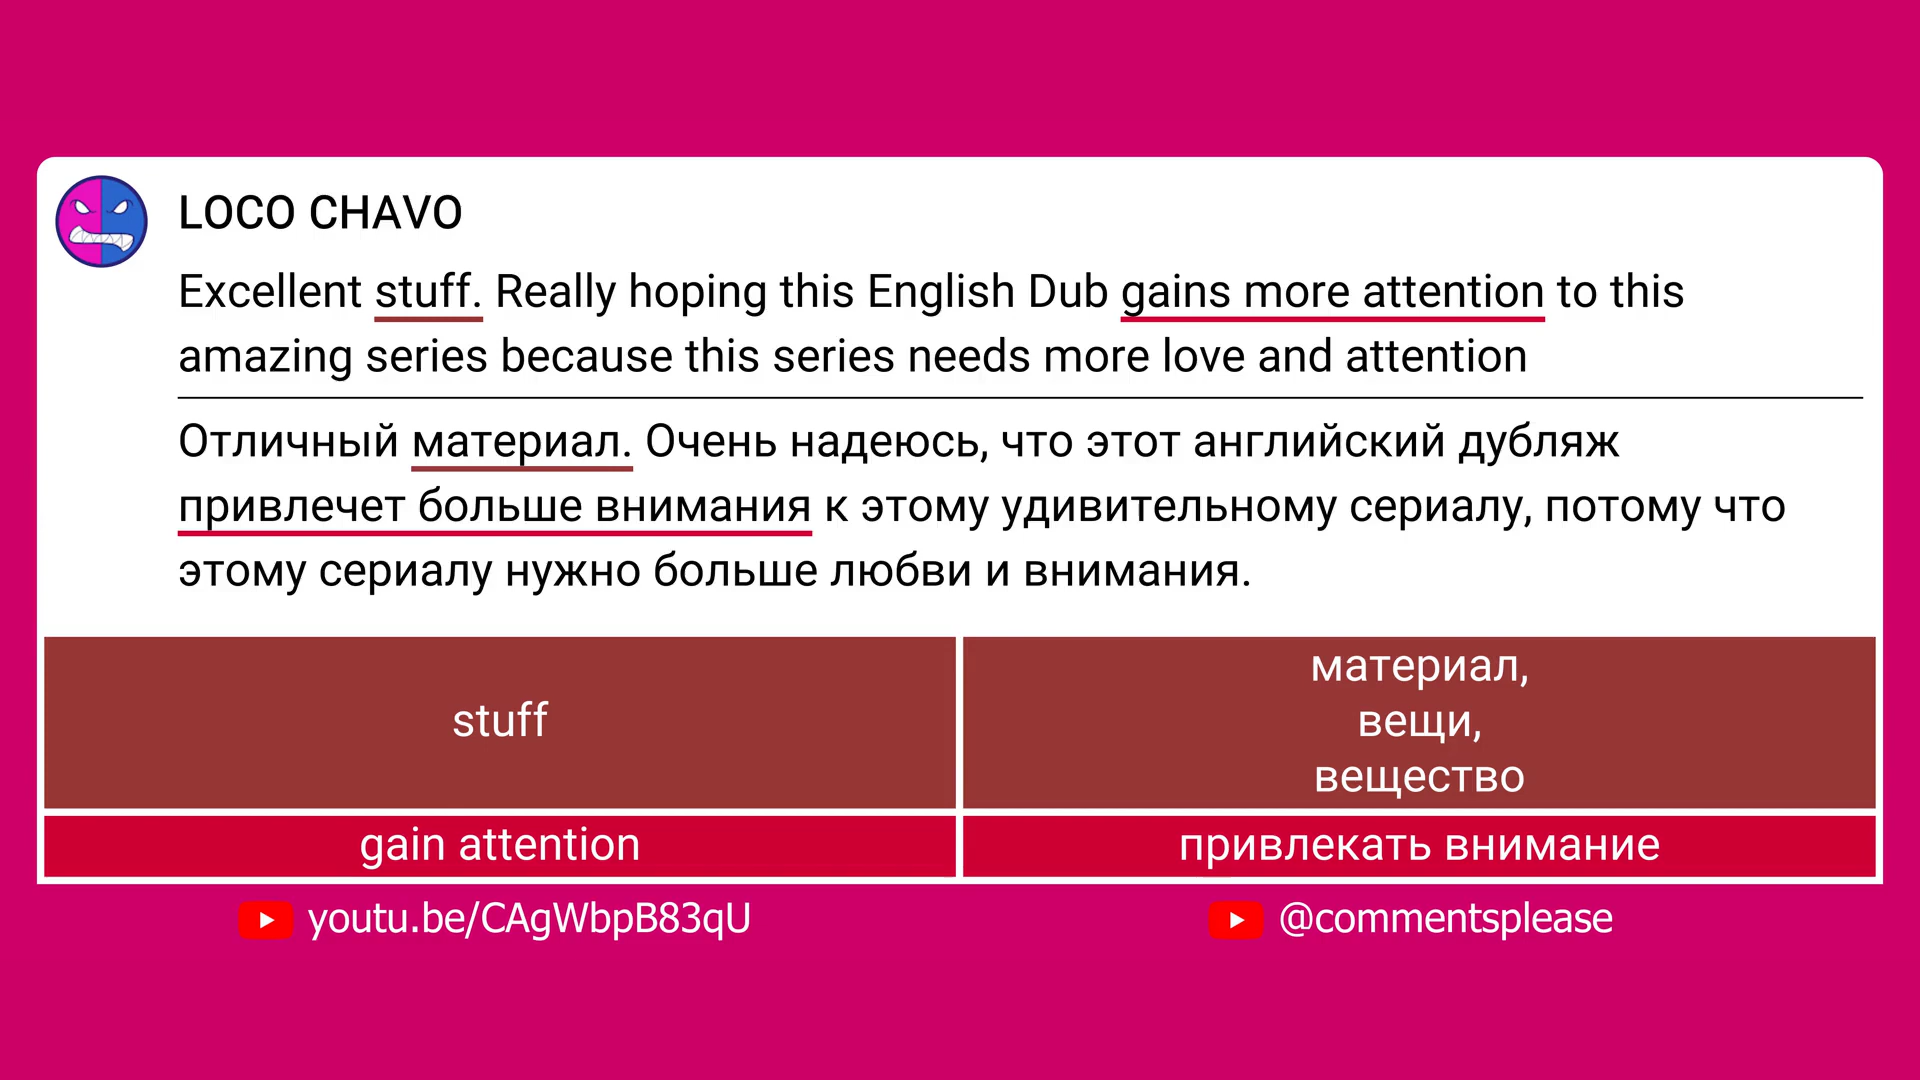 LOCO CHAVO
Excellent stuff. Really hoping this English Dub gains more attention to this
amazing series because this series needs more love and attention
Отличный материал. Очень надеюсь, что этот английский дубляж
привлечет больше внимания к этому удивительному сериалу, потому что
этому сериалу нужно больше любви и внимания.
stuff
материал,
вещи,
вещество
gain attention
привлекать внимание
youtu.be/CAgWbpB83qU
@commentsplease